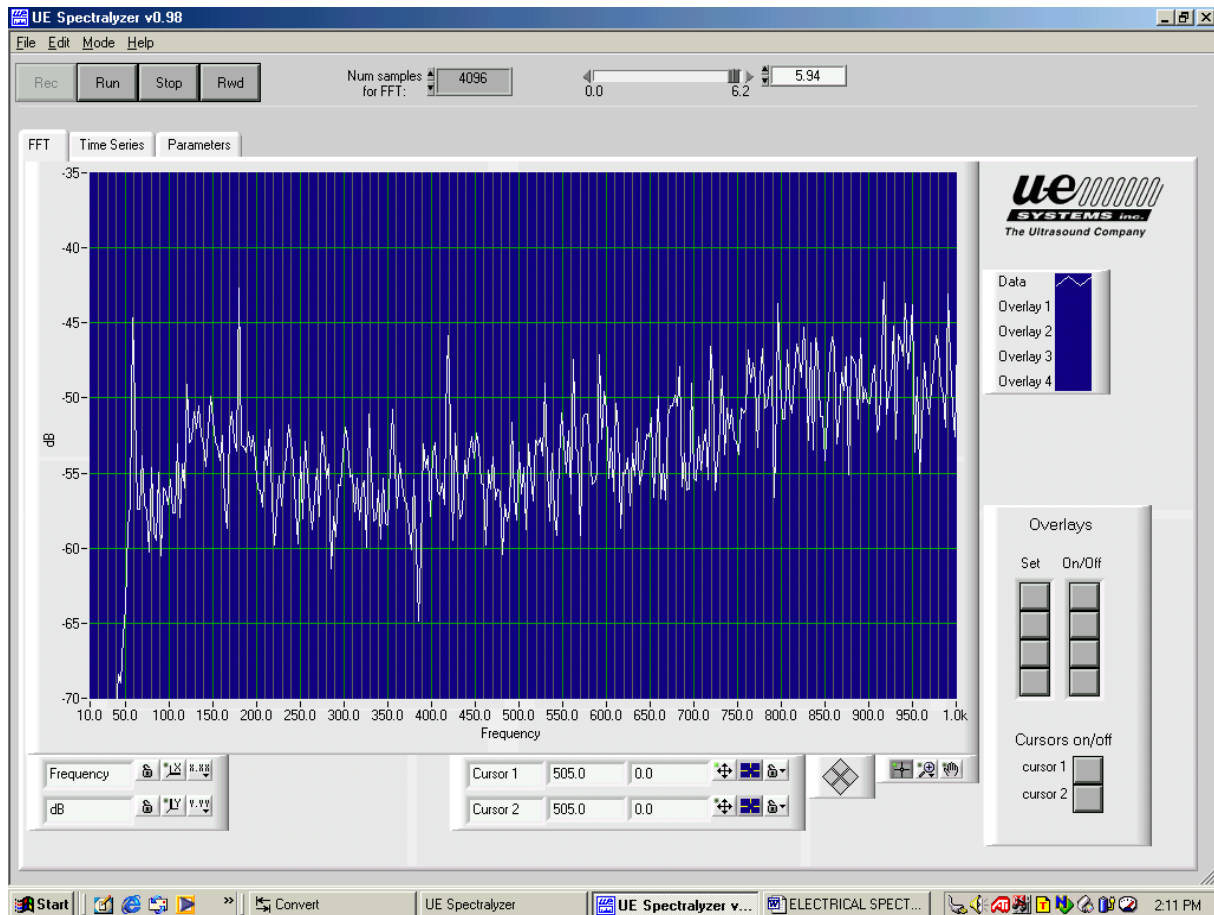 UE Spectralyzer v0.98
File Edit Mode Help
Rec Run Stop Rwd
Num samples for FFT: 4096
0.0 6.2 5.94
FFT Time Series Parameters
-35
-40
-45
-50
-55
-60
-65
-70
dB
10.0 50.0 100.0 150.0 200.0 250.0 300.0 350.0 400.0 450.0 500.0 550.0 600.0 650.0 700.0 750.0 800.0 850.0 900.0 950.0 1.0k
Frequency
ue
SYSTEMS inc.
The Ultrasound Company
Data
Overlay 1
Overlay 2
Overlay 3
Overlay 4
Overlays
Set On/Off
Cursors on/off
cursor 1
cursor 2
Frequency X X.XX
dB Y Y.YY
Cursor 1 505.0 0.0
Cursor 2 505.0 0.0
Start » Convert UE Spectralyzer UE Spectralyzer v... ELECTRICAL SPECT... 2:11 PM